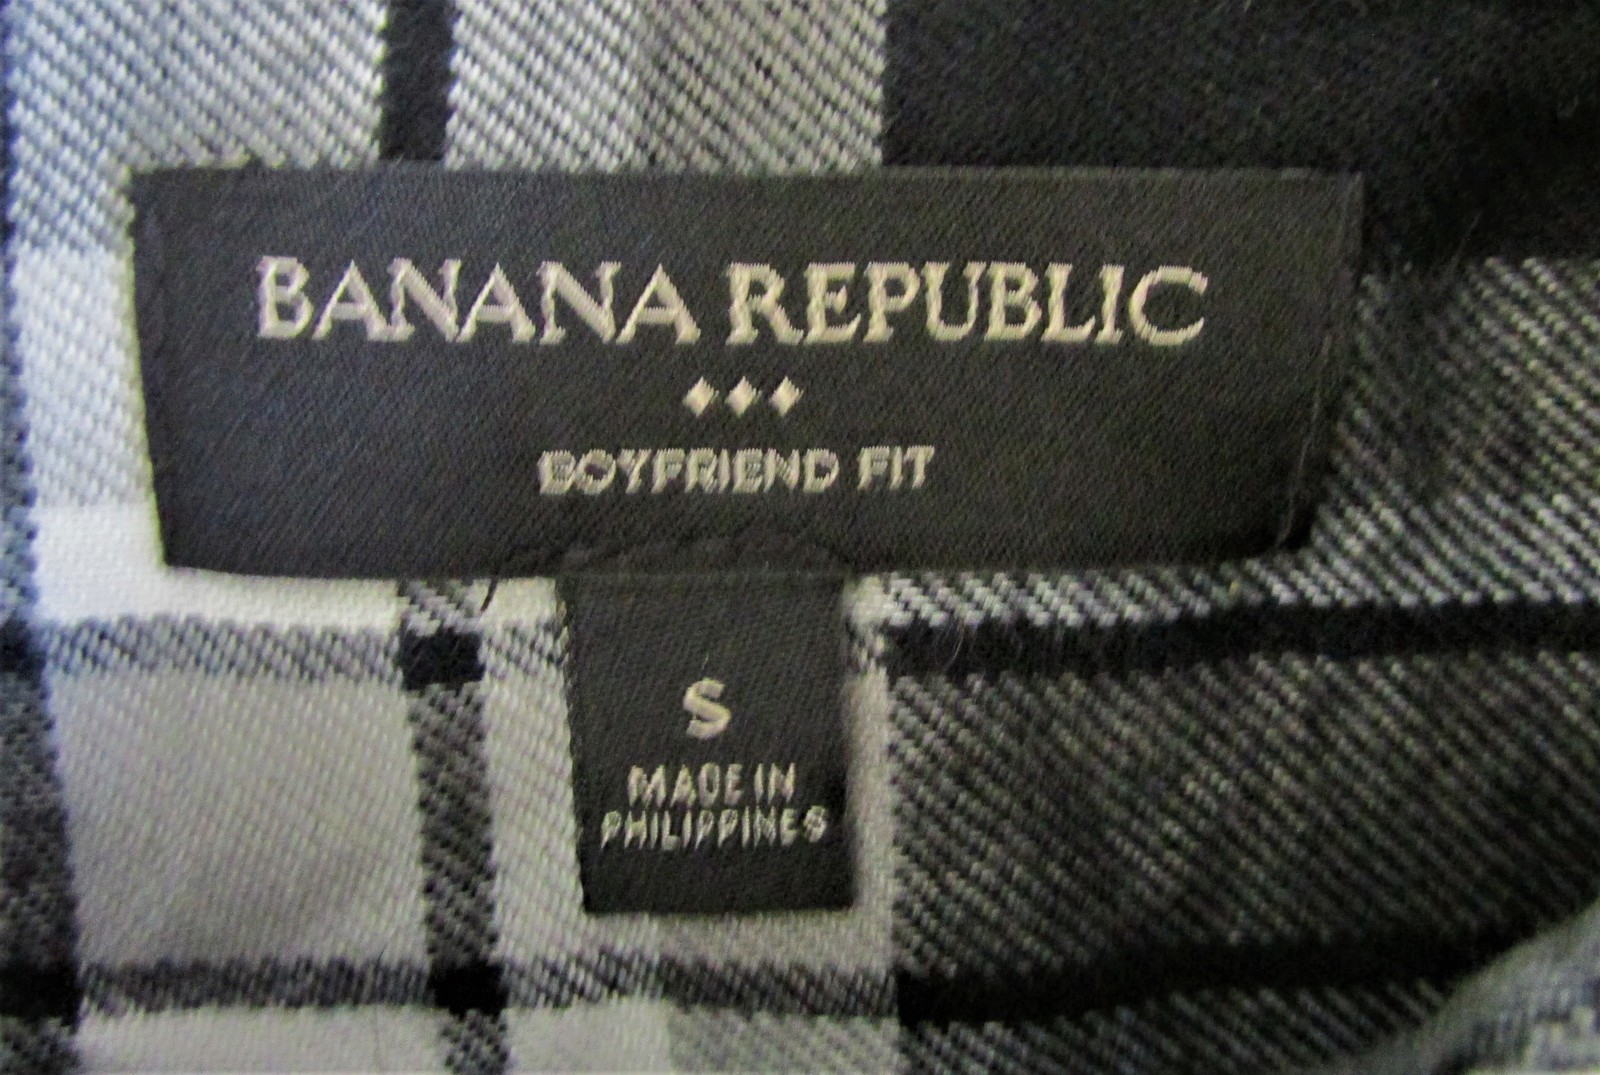 BANANA REPUBLIC
BOYFRIEND FIT
S
MADE IN
PHILIPPINES